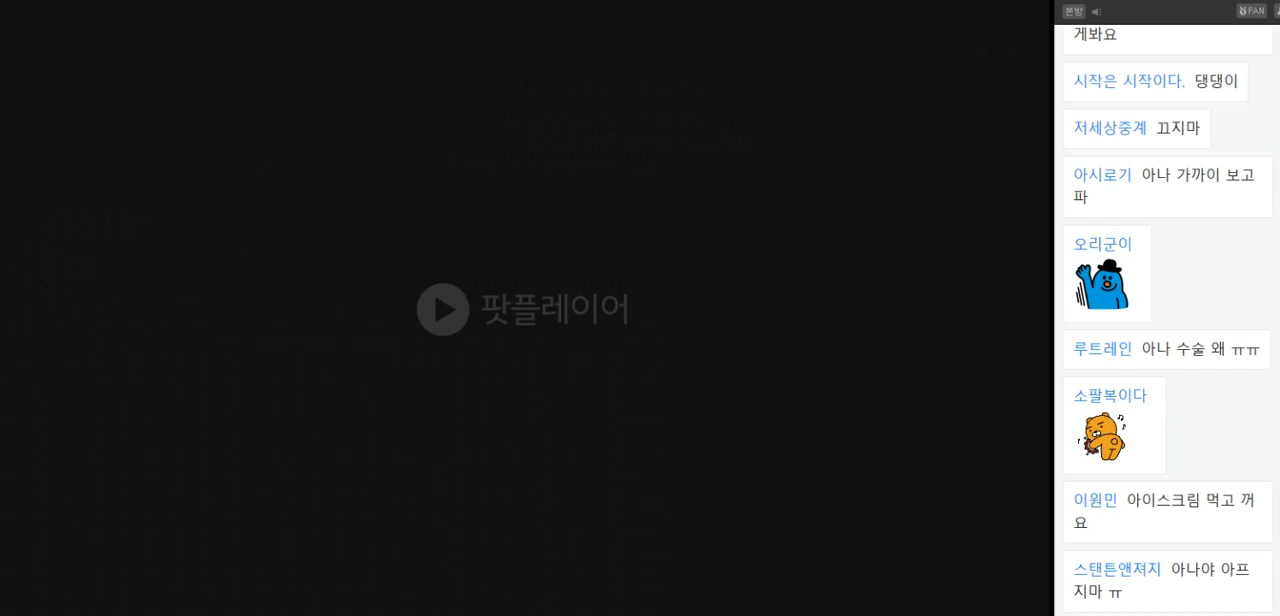 본방
FAN
게봐요
시작은 시작이다. 댕댕이
저세상중계 끄지마
아시로기 아나 가까이 보고
파
오리군이
팟플레이어
루트레인 아나 수술 왜 ㅠㅠ
소팔복이다
이원민 아이스크림 먹고 꺼
요
스탠튼앤져지 아나야 아프
지마 ㅠ